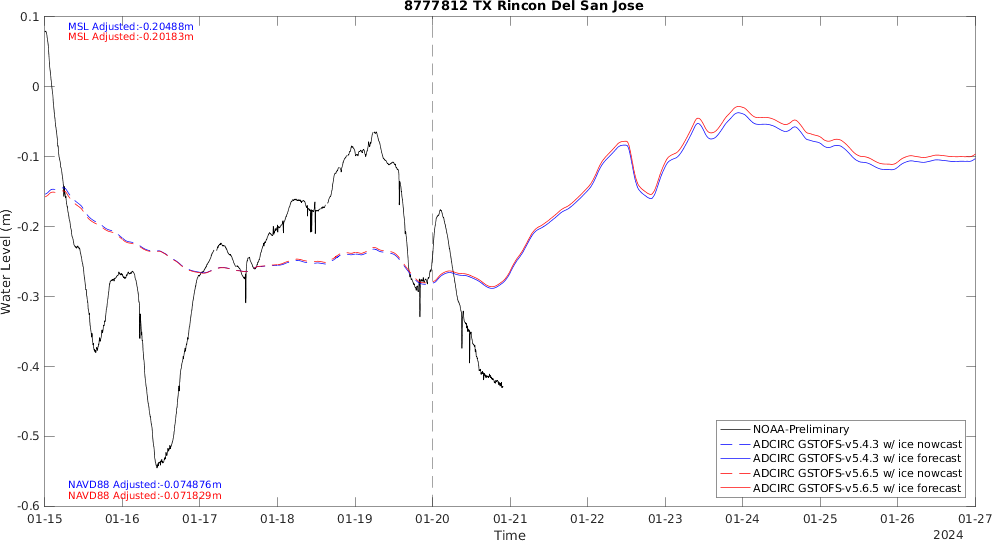 8777812 TX Rincon Del San Jose
MSL Adjusted:-0.20488m
MSL Adjusted:-0.20183m
0.1
0
-0.1
-0.2
-0.3
-0.4
-0.5
-0.6
Water Level (m)
NAVD88 Adjusted:-0.074876m
NAVD88 Adjusted:-0.071829m
NOAA-Preliminary
ADCIRC GSTOFS-v5.4.3 w/ ice nowcast
ADCIRC GSTOFS-v5.4.3 w/ ice forecast
ADCIRC GSTOFS-v5.6.5 w/ ice nowcast
ADCIRC GSTOFS-v5.6.5 w/ ice forecast
01-15 01-16 01-17 01-18 01-19 01-20 01-21 01-22 01-23 01-24 01-25 01-26 01-27
Time
2024